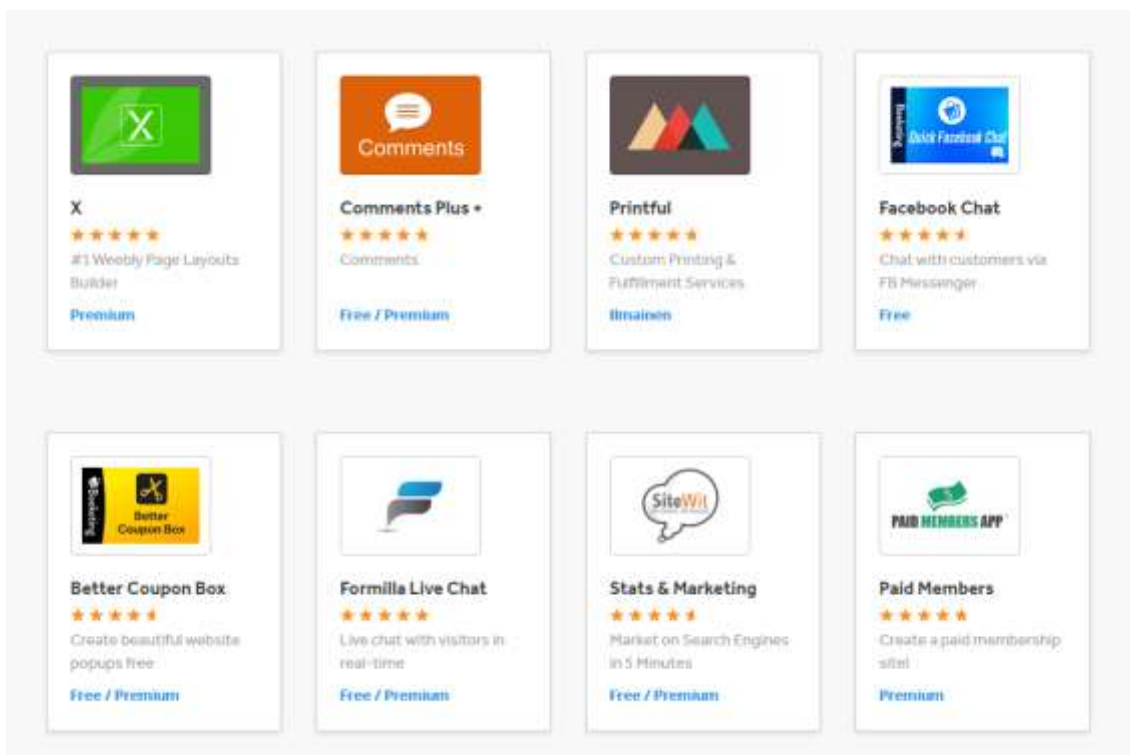 X
Comments
Booketing
Quick Facebook Chat
X
Comments Plus +
Printful
Facebook Chat
#1 Weebly Page Layouts
Builder
Comments
Custom Printing &
Fulfillment Services
Chat with customers via
FB Messenger
Premium
Free / Premium
Ilmainen
Free
Booketing
Better
Coupon Box
SiteWit
PAID MEMBERS APP
Better Coupon Box
Formilla Live Chat
Stats & Marketing
Paid Members
Create beautiful website
popups free
Live chat with visitors in
real-time
Market on Search Engines
in 5 Minutes
Create a paid membership
site!
Free / Premium
Free / Premium
Free / Premium
Premium